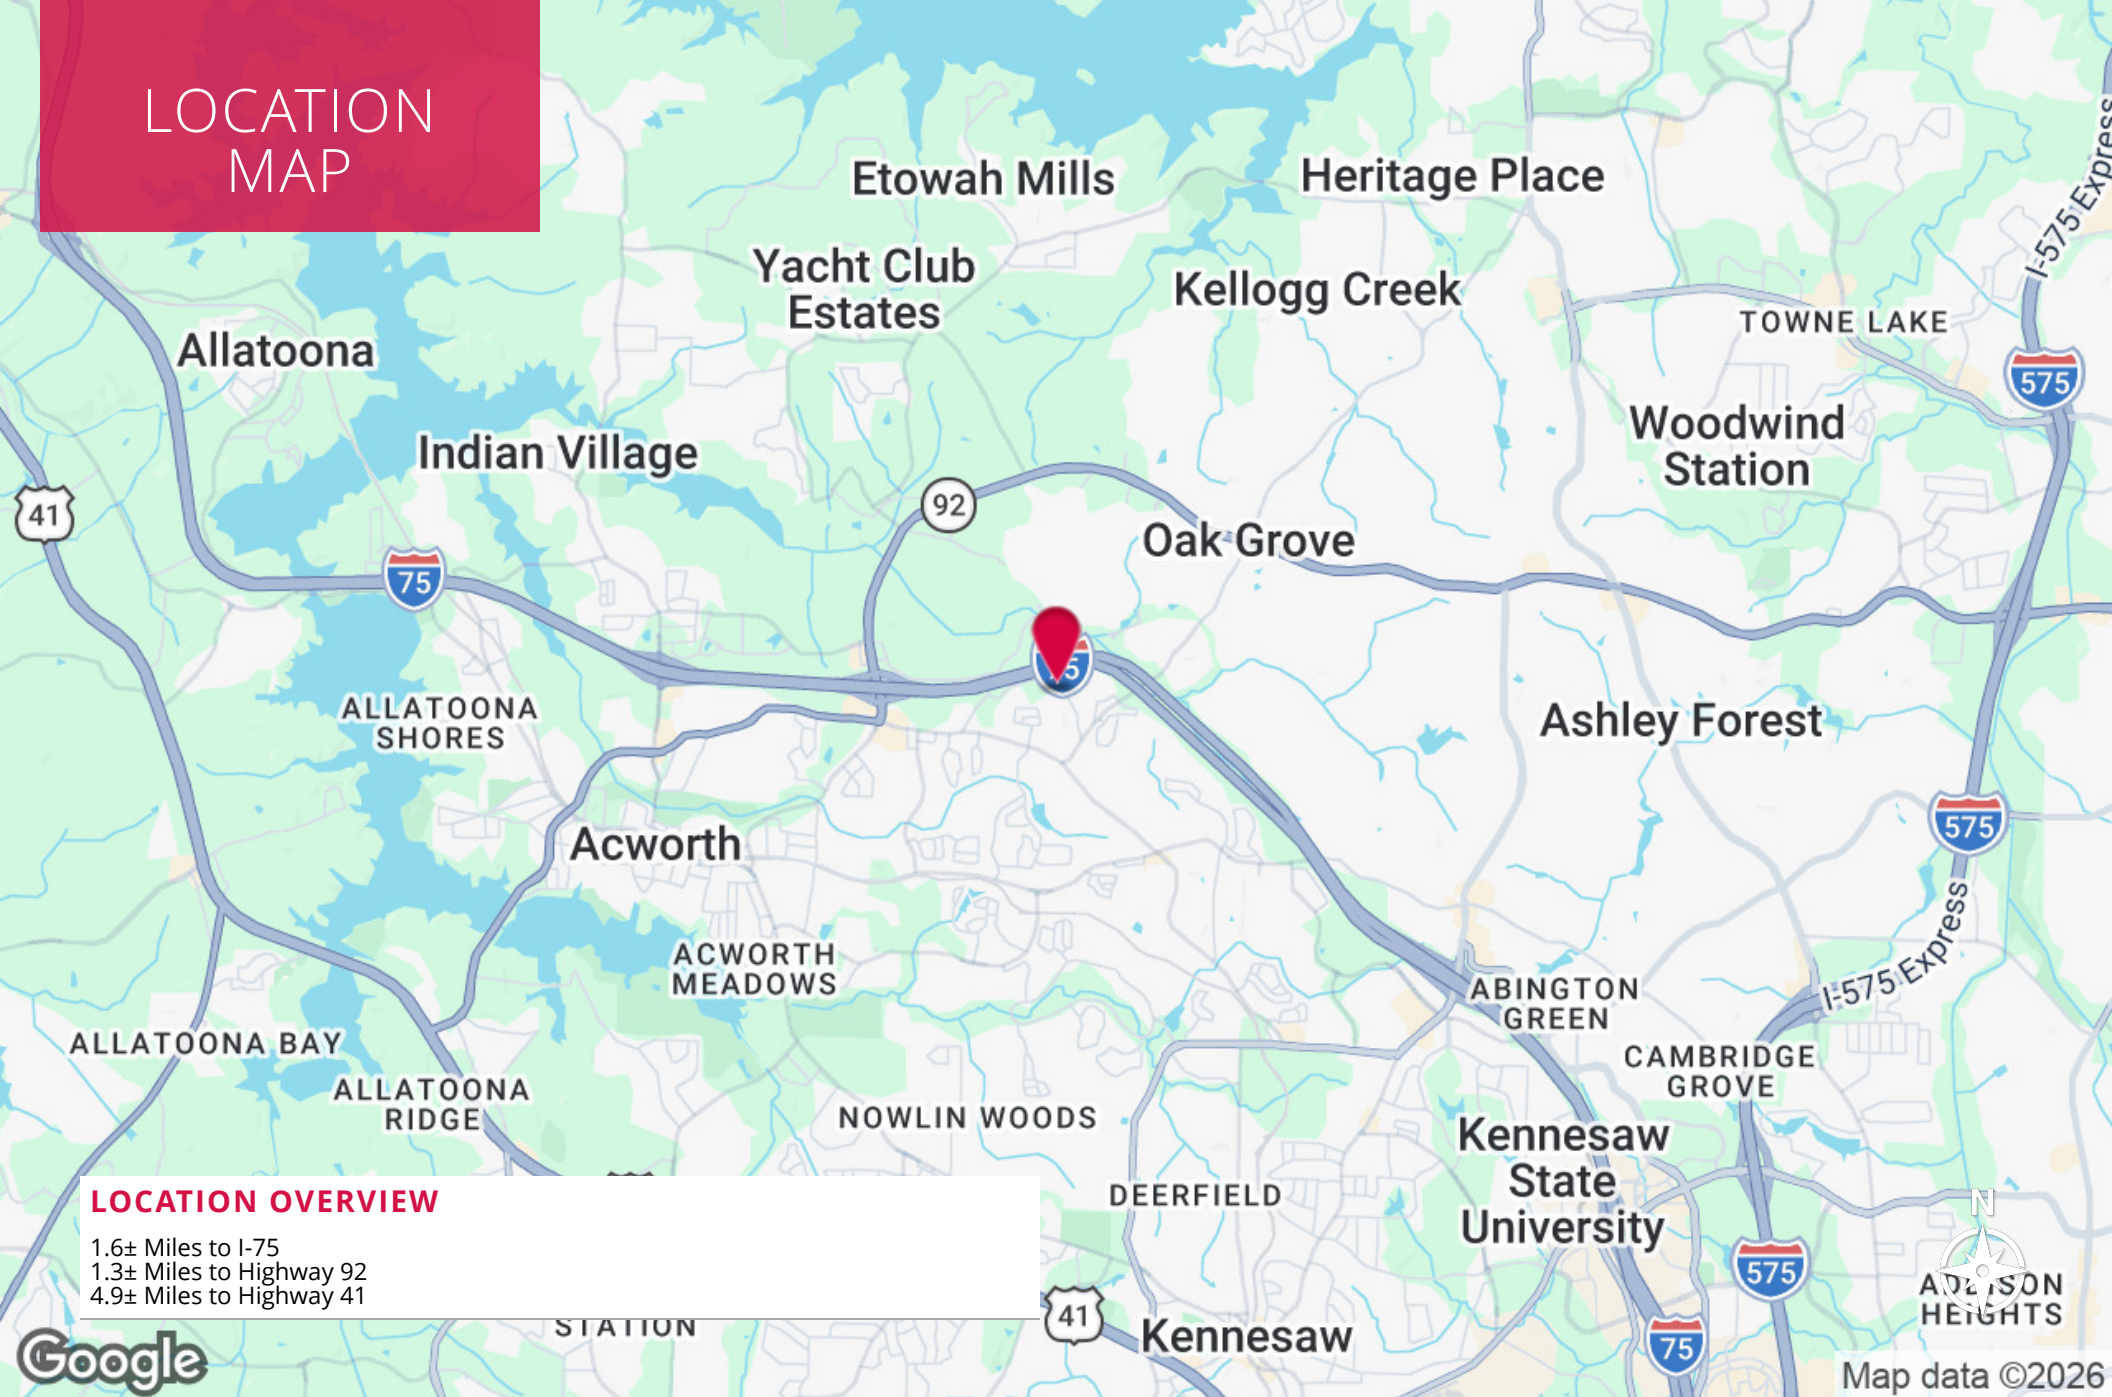 LOCATION
MAP
Etowah Mills
Heritage Place
I-575 Express
Yacht Club
Estates
Kellogg Creek
TOWNE LAKE
Allatoona
575
Woodwind
Station
Indian Village
41
92
Oak Grove
75
ALLATOONA
SHORES
Ashley Forest
575
Acworth
ACWORTH
MEADOWS
I-575 Express
ABINGTON
GREEN
ALLATOONA BAY
CAMBRIDGE
GROVE
ALLATOONA
RIDGE
NOWLIN WOODS
Kennesaw
State
University
DEERFIELD
N
LOCATION OVERVIEW
1.6± Miles to I-75
1.3± Miles to Highway 92
4.9± Miles to Highway 41
575
HEIGHTS
41
STATION
Kennesaw
75
Google
Map data ©2026